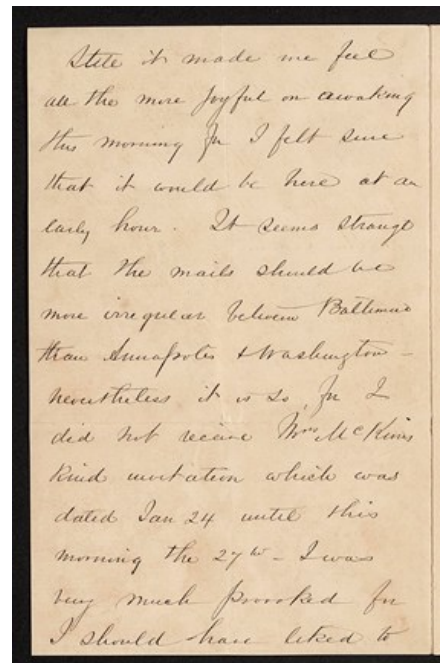 Still it made me feel
all the more joyful on awaking
this morning for I felt sure
that it would be here at an
early hour. It seems strange
that the mails should be
more irregular between Baltimore
than Annapolis & Washington -
nevertheless it is so, for I
did not receive Mrs McKims
kind invitation which was
dated Jan 24 until this
morning the 27th - I was
very much provoked for
I should have liked to